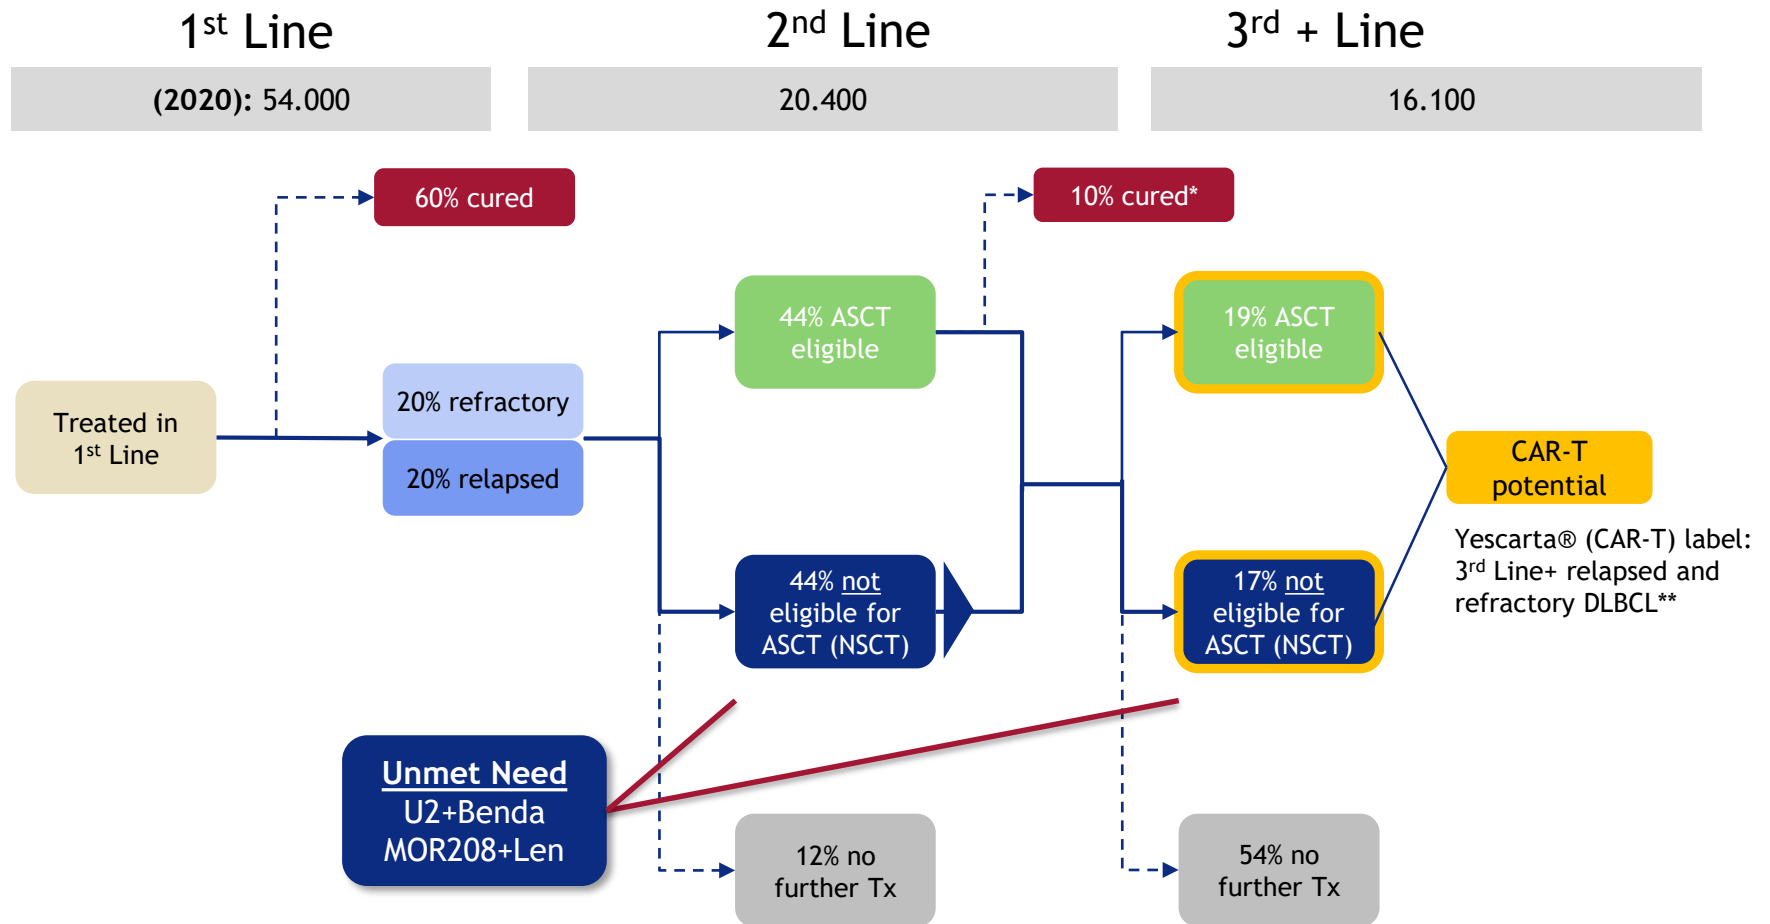 1st Line
2nd Line
3rd + Line
(2020): 54.000
20.400
16.100
60% cured
10% cured*
44% ASCT
eligible
19% ASCT
eligible
20% refractory
20% relapsed
Treated in
1st Line
CAR-T
potential
Yescarta® (CAR-T) label:
3rd Line+ relapsed and
refractory DLBCL**
44% not
eligible for
ASCT (NSCT)
17% not
eligible for
ASCT (NSCT)
Unmet Need
U2+Benda
MOR208+Len
12% no
further Tx
54% no
further Tx